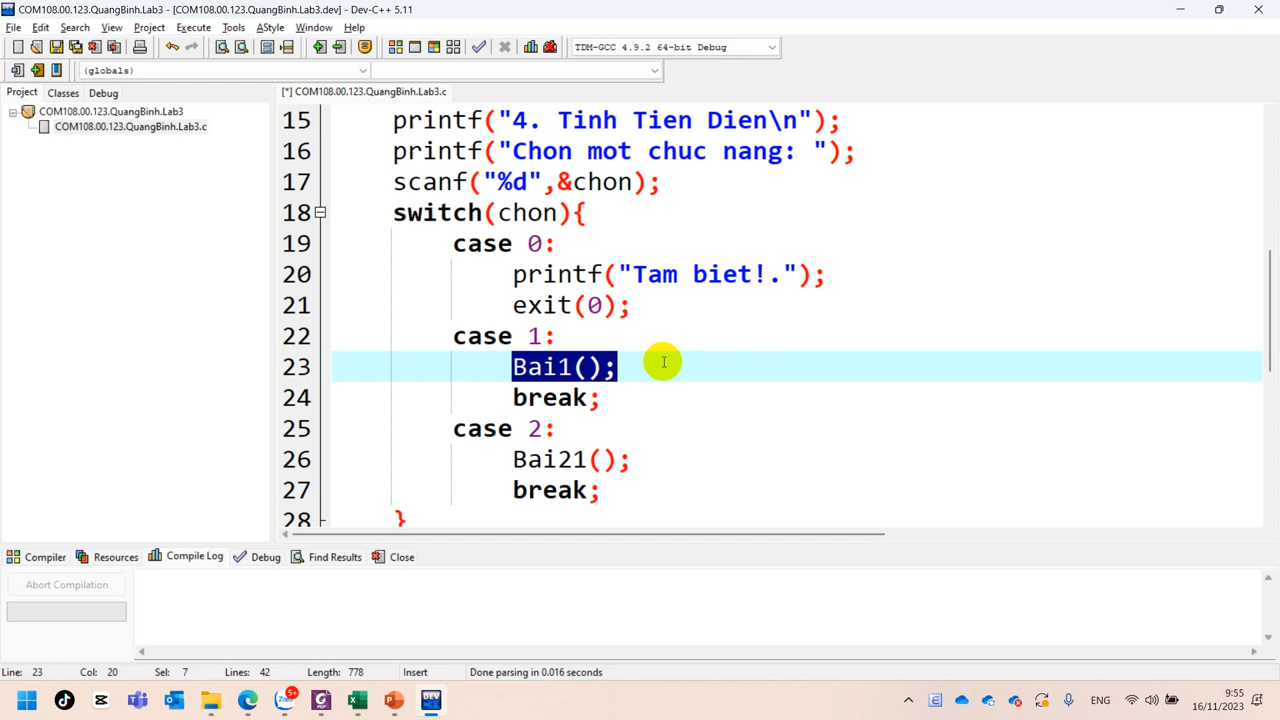 COM108.00.123.QuangBinh.Lab3 - [COM108.00.123.QuangBinh.Lab3.dev] - Dev-C++ 5.11
File Edit Search View Project Execute Tools AStyle Window Help
TDM-GCC 4.9.2 64-bit Debug
(globals)
Project Classes Debug
[*] COM108.00.123.QuangBinh.Lab3.c
COM108.00.123.QuangBinh.Lab3
COM108.00.123.QuangBinh.Lab3.c
15 printf("4. Tinh Tien Dien\n");
16 printf("Chon mot chuc nang: ");
17 scanf("%d",&chon);
18 switch(chon){
19 case 0:
20 printf("Tam biet!.");
21 exit(0);
22 case 1:
23 Bai1();
24 break;
25 case 2:
26 Bai21();
27 break;
28 }
Compiler Resources Compile Log Debug Find Results Close
Abort Compilation
Line: 23 Col: 20 Sel: 7 Lines: 42 Length: 778 Insert Done parsing in 0.016 seconds
5+
DEV
ENG
9:55
16/11/2023